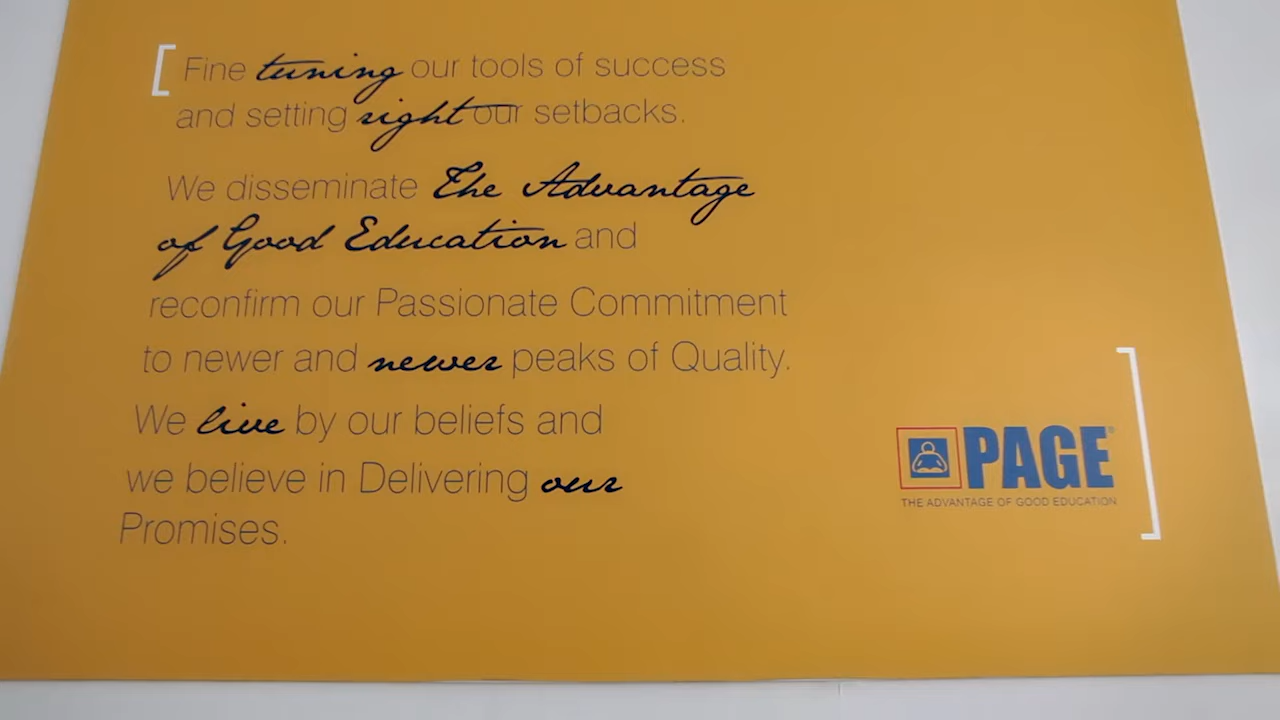 Fine tuning our tools of success
and setting right our setbacks.
We disseminate The Advantage
of Good Education and
reconfirm our Passionate Commitment
to newer and newer peaks of Quality.
We live by our beliefs and
we believe in Delivering our
Promises.
PAGE®
THE ADVANTAGE OF GOOD EDUCATION